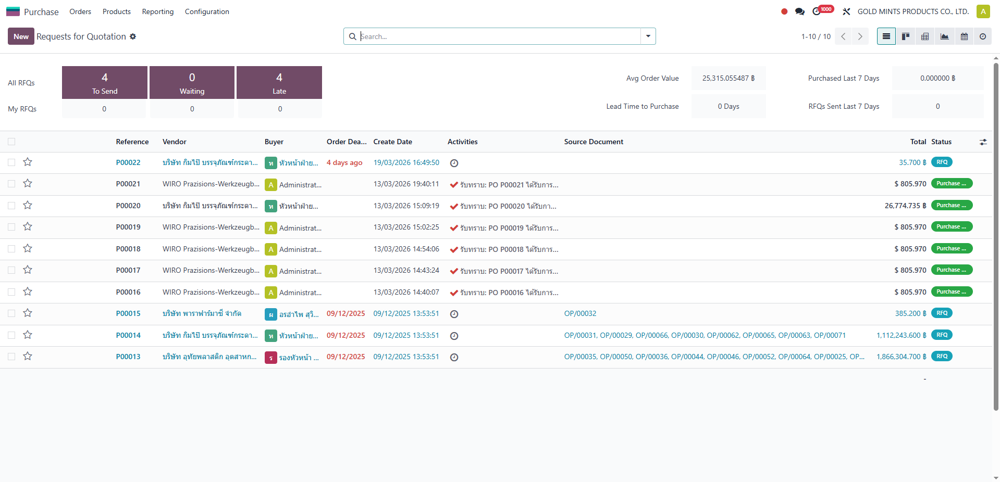 Purchase Orders Products Reporting Configuration 1000 GOLD MINTS PRODUCTS CO., LTD. A
New Requests for Quotation Search... 1-10 / 10
All RFQs 4 To Send 0 Waiting 4 Late
My RFQs 0 0 0
Avg Order Value 25,315.055487 ฿ Purchased Last 7 Days 0.000000 ฿
Lead Time to Purchase 0 Days RFQs Sent Last 7 Days 0
Reference Vendor Buyer Order Dea... Create Date Activities Source Document Total Status
P00022 บริษัท กิมไป๊ บรรจุภัณฑ์กระดา... ห หัวหน้าฝ่าย... 4 days ago 19/03/2026 16:49:50 35.700 ฿ RFQ
P00021 WIRO Prazisions-Werkzeugb... A Administrat... 13/03/2026 19:40:11 รับทราบ: PO P00021 ได้รับการ... $ 805.970 Purchase ...
P00020 บริษัท กิมไป๊ บรรจุภัณฑ์กระดา... ห หัวหน้าฝ่าย... 13/03/2026 15:09:19 รับทราบ: PO P00020 ได้รับกา... 26,774.735 ฿ Purchase ...
P00019 WIRO Prazisions-Werkzeugb... A Administrat... 13/03/2026 15:02:25 รับทราบ: PO P00019 ได้รับการ... $ 805.970 Purchase ...
P00018 WIRO Prazisions-Werkzeugb... A Administrat... 13/03/2026 14:54:06 รับทราบ: PO P00018 ได้รับการ... $ 805.970 Purchase ...
P00017 WIRO Prazisions-Werkzeugb... A Administrat... 13/03/2026 14:43:24 รับทราบ: PO P00017 ได้รับการ... $ 805.970 Purchase ...
P00016 WIRO Prazisions-Werkzeugb... A Administrat... 13/03/2026 14:40:07 รับทราบ: PO P00016 ได้รับการ... $ 805.970 Purchase ...
P00015 บริษัท พาราฟาร์มาซี จำกัด ผ อรอำไพ สุวิ... 09/12/2025 09/12/2025 13:53:51 OP/00032 385.200 ฿ RFQ
P00014 บริษัท กิมไป๊ บรรจุภัณฑ์กระดา... ห หัวหน้าฝ่าย... 09/12/2025 09/12/2025 13:53:51 OP/00031, OP/00029, OP/00066, OP/00030, OP/00062, OP/00065, OP/00063, OP/00071 1,112,243.600 ฿ RFQ
P00013 บริษัท อุทัยพลาสติก อุตสาหก... ร รองหัวหน้า ... 09/12/2025 09/12/2025 13:53:51 OP/00035, OP/00050, OP/00036, OP/00044, OP/00046, OP/00052, OP/00064, OP/00025, OP... 1,866,304.700 ฿ RFQ
-